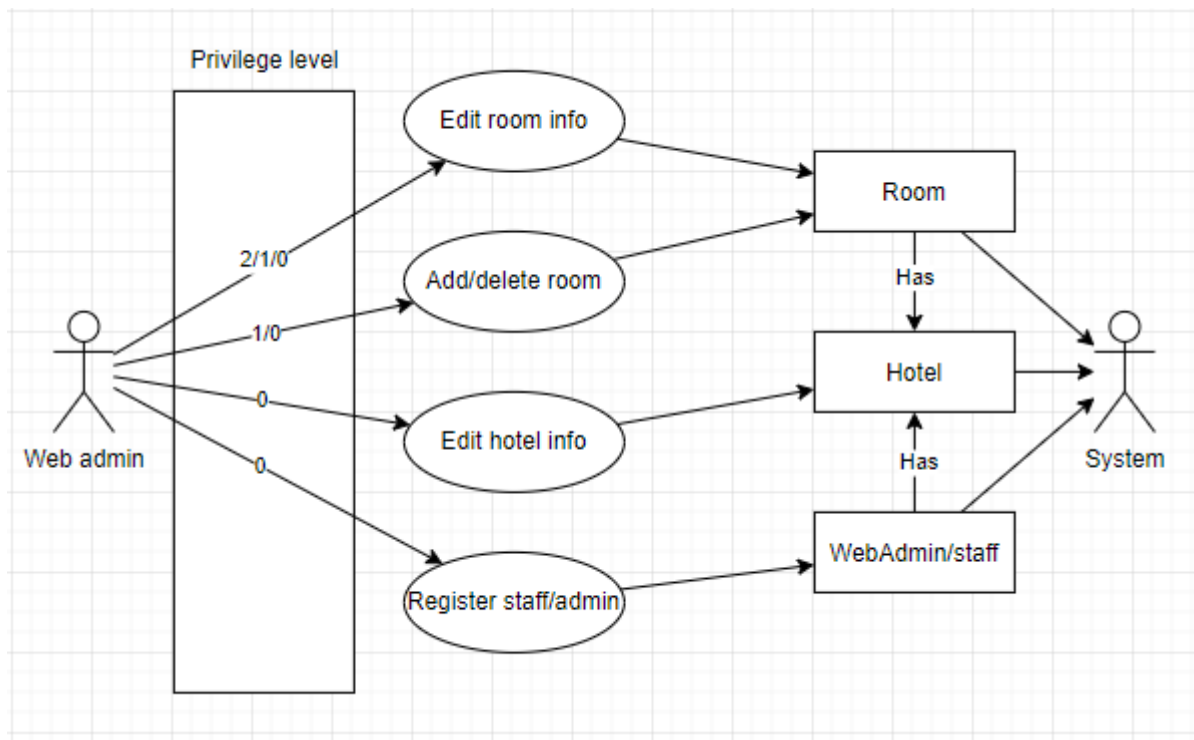 Privilege level
Edit room info
2/1/0
Room
Add/delete room
1/0
Has
Hotel
0
Edit hotel info
Web admin
System
0
Has
WebAdmin/staff
Register staff/admin